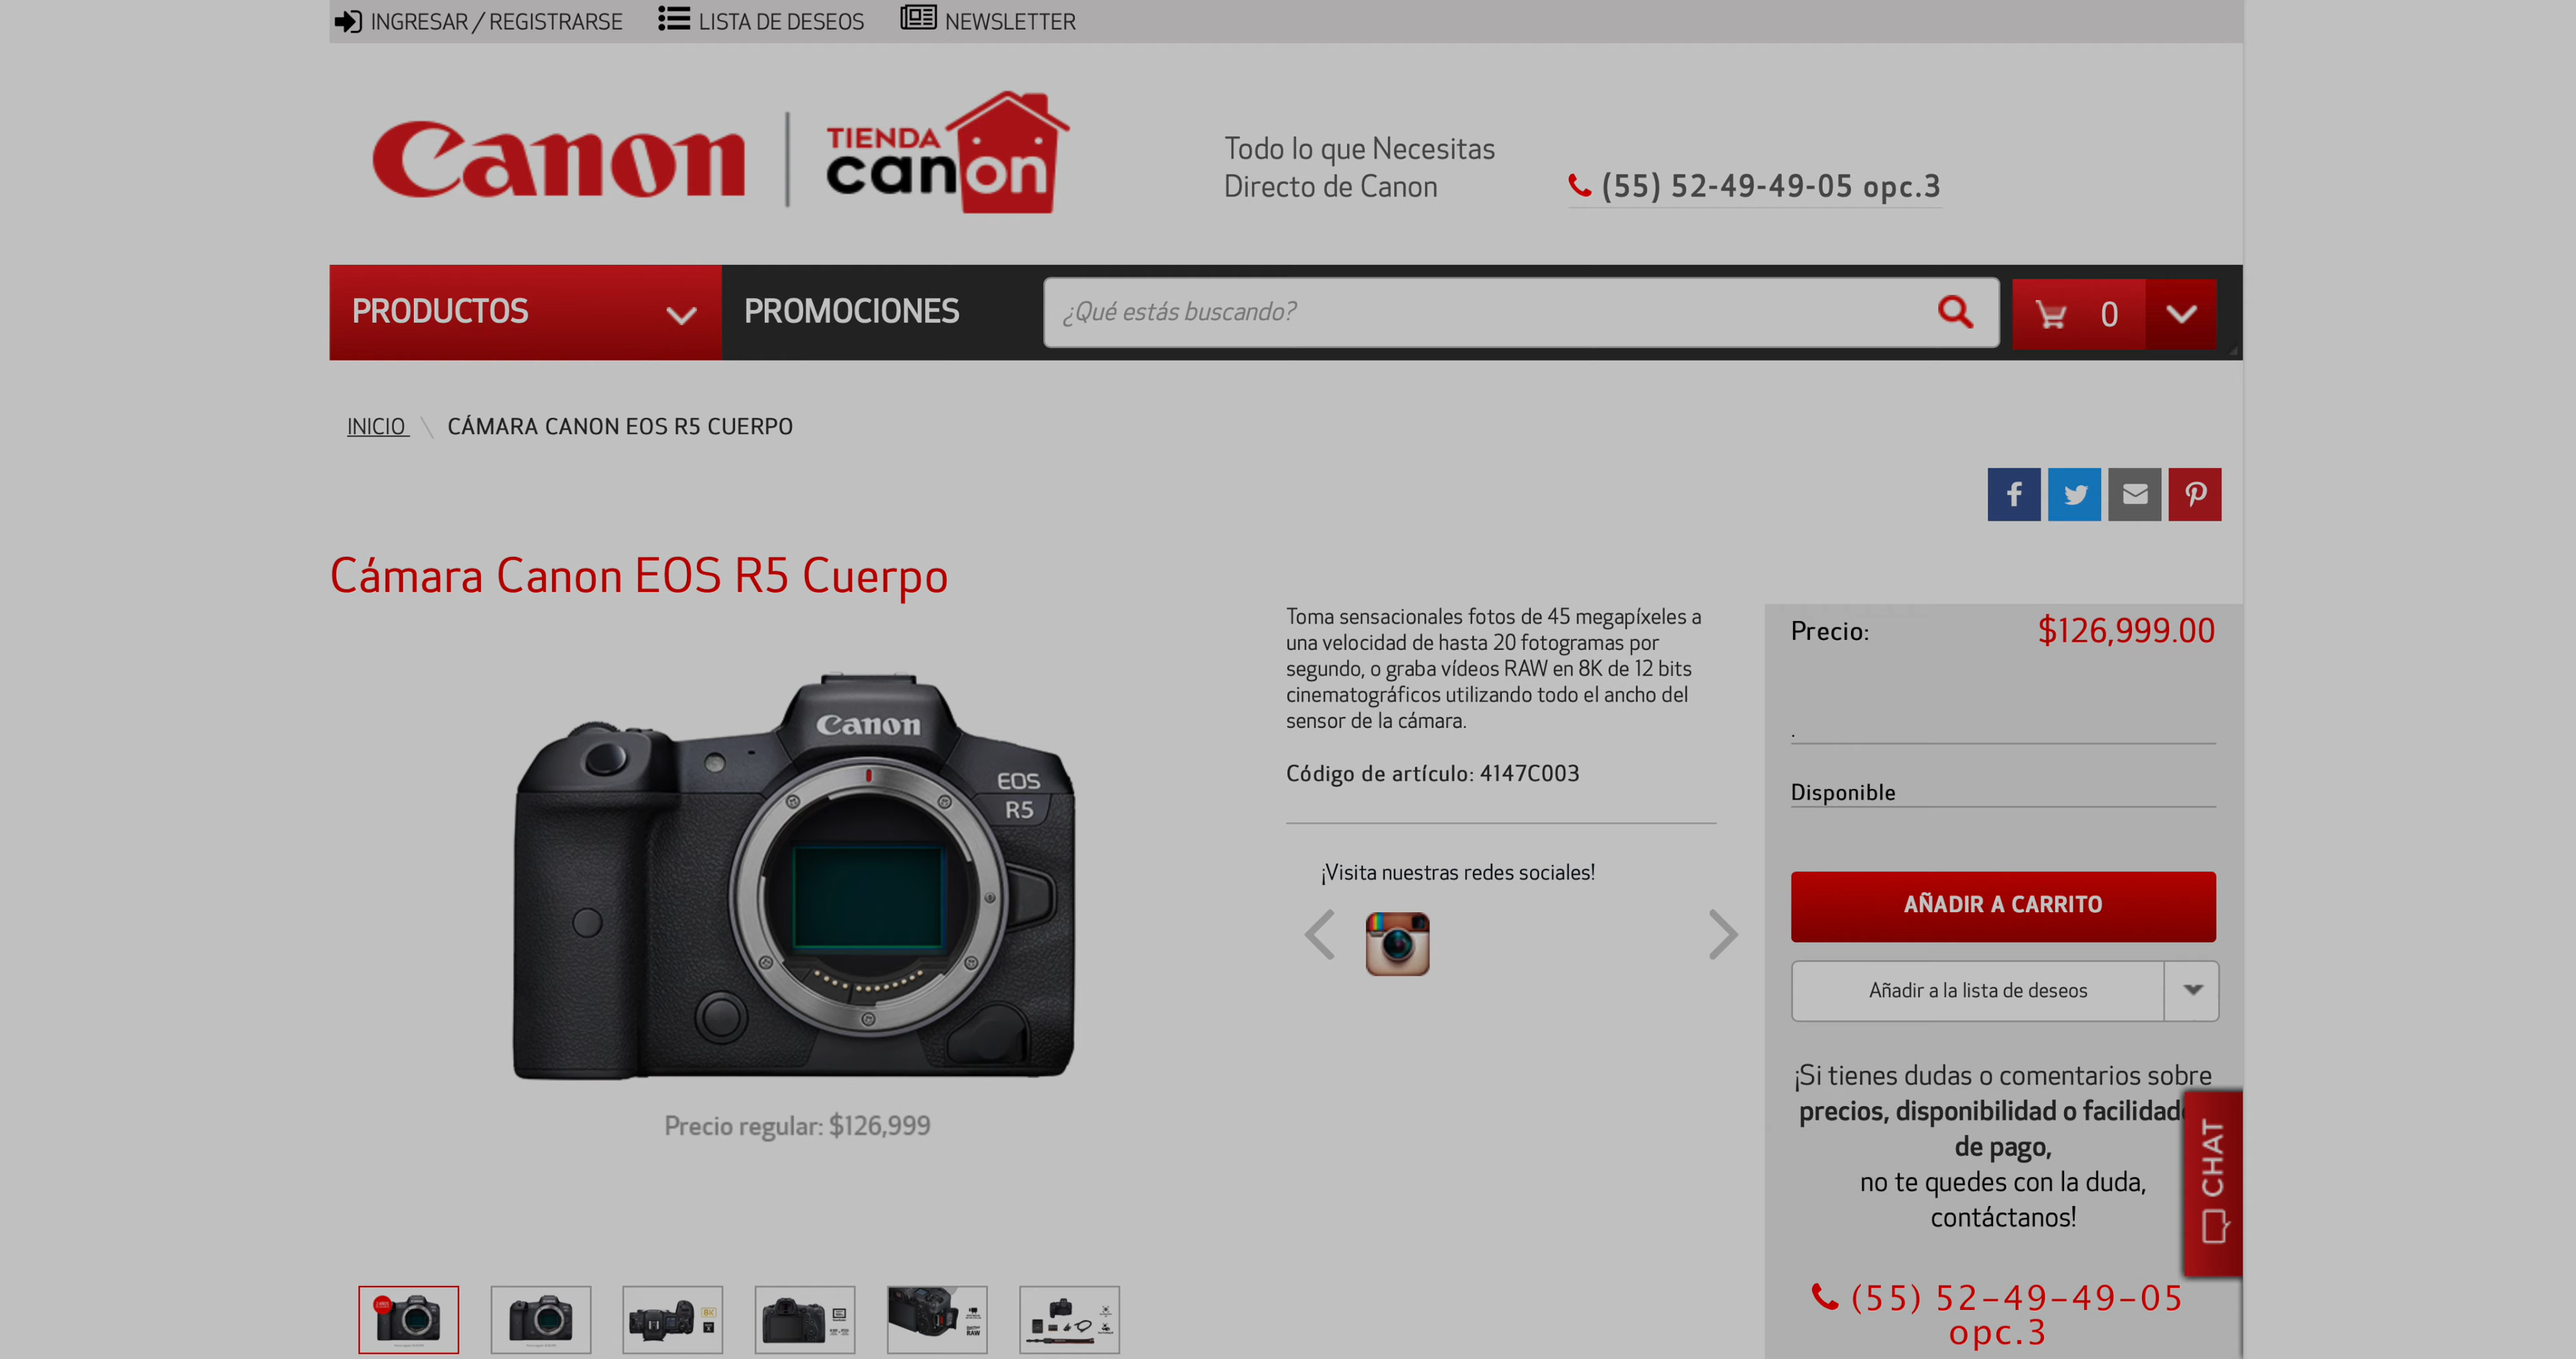 INGRESAR / REGISTRARSE LISTA DE DESEOS NEWSLETTER
Canon TIENDA canon
Todo lo que Necesitas
Directo de Canon
(55) 52-49-49-05 opc.3
PRODUCTOS PROMOCIONES ¿Qué estás buscando? 0
INICIO \ CÁMARA CANON EOS R5 CUERPO
Cámara Canon EOS R5 Cuerpo
Canon
EOS
R5
Precio regular: $126,999
8K
RAW
Toma sensacionales fotos de 45 megapíxeles a
una velocidad de hasta 20 fotogramas por
segundo, o graba vídeos RAW en 8K de 12 bits
cinematográficos utilizando todo el ancho del
sensor de la cámara.
Código de artículo: 4147C003
¡Visita nuestras redes sociales!
Precio: $126,999.00
.
Disponible
AÑADIR A CARRITO
Añadir a la lista de deseos
¡Si tienes dudas o comentarios sobre
precios, disponibilidad o facilidad
de pago,
no te quedes con la duda,
contáctanos!
(55) 52-49-49-05
opc.3
CHAT